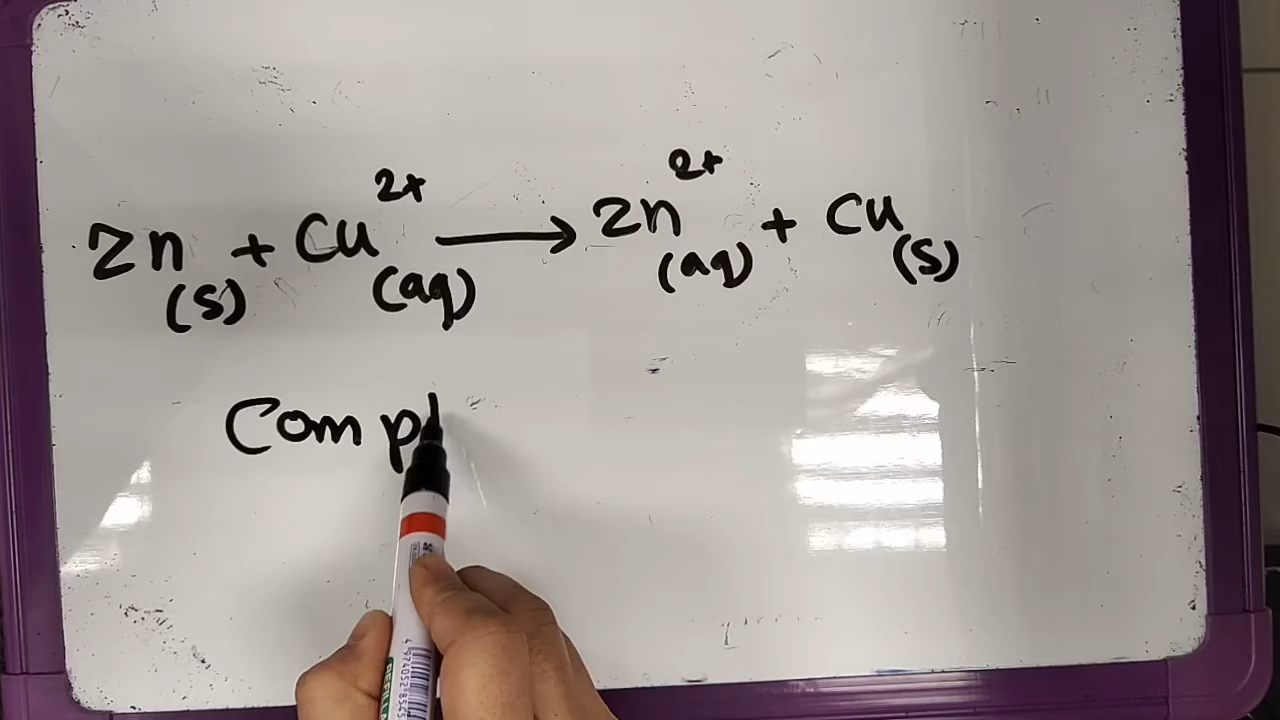 Zn(s) + Cu²⁺(aq) ⟶ Zn²⁺(aq) + Cu(s)
Compl